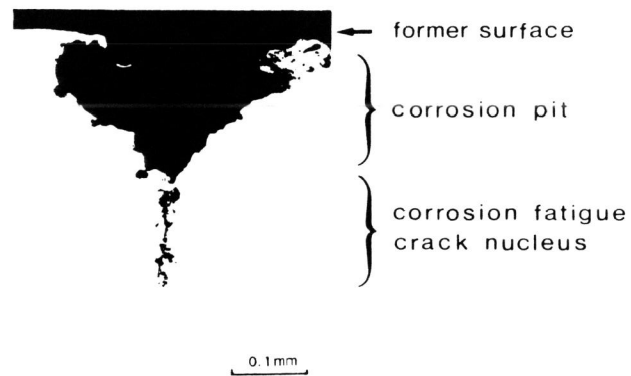 former surface
corrosion pit
corrosion fatigue
crack nucleus
0.1mm